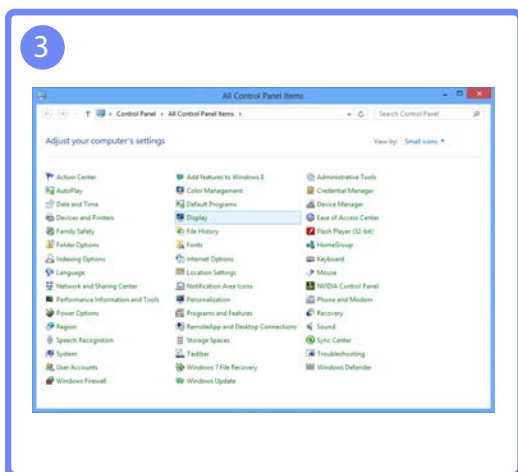 3
All Control Panel Items
Control Panel All Control Panel Items Search Control Panel
Adjust your computer's settings View by: Small icons
Action Center Add features to Windows 8 Administrative Tools
AutoPlay Color Management Credential Manager
Date and Time Default Programs Device Manager
Devices and Printers Display Ease of Access Center
Family Safety File History Flash Player (32-bit)
Folder Options Fonts HomeGroup
Indexing Options Internet Options Keyboard
Language Location Settings Mouse
Network and Sharing Center Notification Area Icons NVIDIA Control Panel
Performance Information and Tools Personalization Phone and Modem
Power Options Programs and Features Recovery
Region RemoteApp and Desktop Connections Sound
Speech Recognition Storage Spaces Sync Center
System Taskbar Troubleshooting
User Accounts Windows 7 File Recovery Windows Defender
Windows Firewall Windows Update